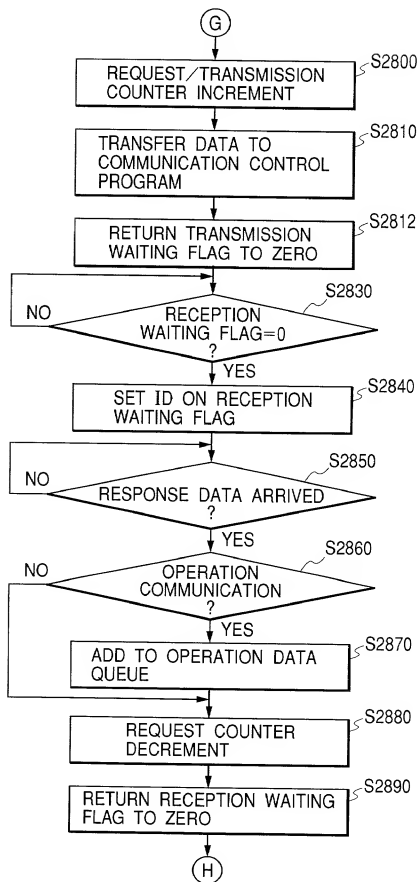 G
S2800
REQUEST/TRANSMISSION
COUNTER INCREMENT
S2810
TRANSFER DATA TO
COMMUNICATION CONTROL
PROGRAM
S2812
RETURN TRANSMISSION
WAITING FLAG TO ZERO
S2830
NO
RECEPTION
WAITING FLAG=0
?
YES
S2840
SET ID ON RECEPTION
WAITING FLAG
S2850
NO
RESPONSE DATA ARRIVED
?
YES
S2860
NO
OPERATION
COMMUNICATION
?
YES
S2870
ADD TO OPERATION DATA
QUEUE
S2880
REQUEST COUNTER
DECREMENT
S2890
RETURN RECEPTION WAITING
FLAG TO ZERO
H